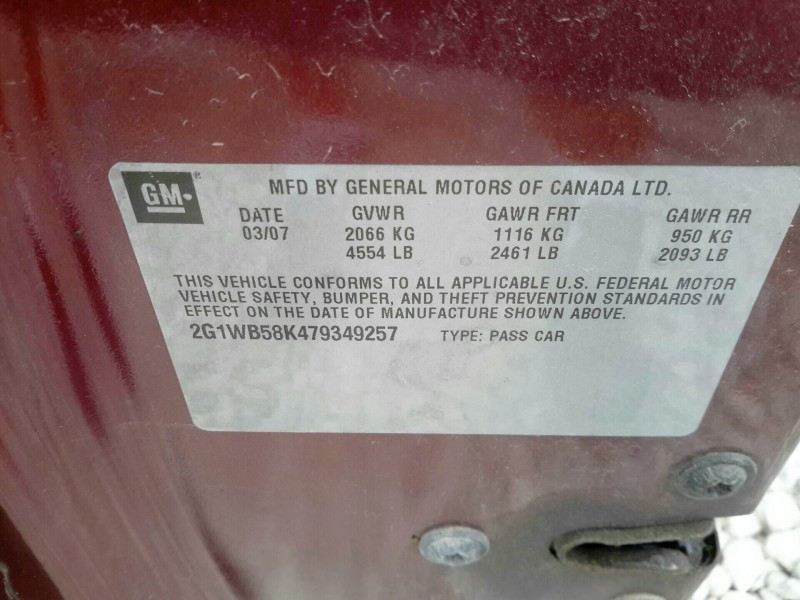 GM
MFD BY GENERAL MOTORS OF CANADA LTD.
DATE GVWR GAWR FRT GAWR RR
03/07 2066 KG 1116 KG 950 KG
4554 LB 2461 LB 2093 LB
THIS VEHICLE CONFORMS TO ALL APPLICABLE U.S. FEDERAL MOTOR
VEHICLE SAFETY, BUMPER, AND THEFT PREVENTION STANDARDS IN
EFFECT ON THE DATE OF MANUFACTURE SHOWN ABOVE.
2G1WB58K479349257 TYPE: PASS CAR